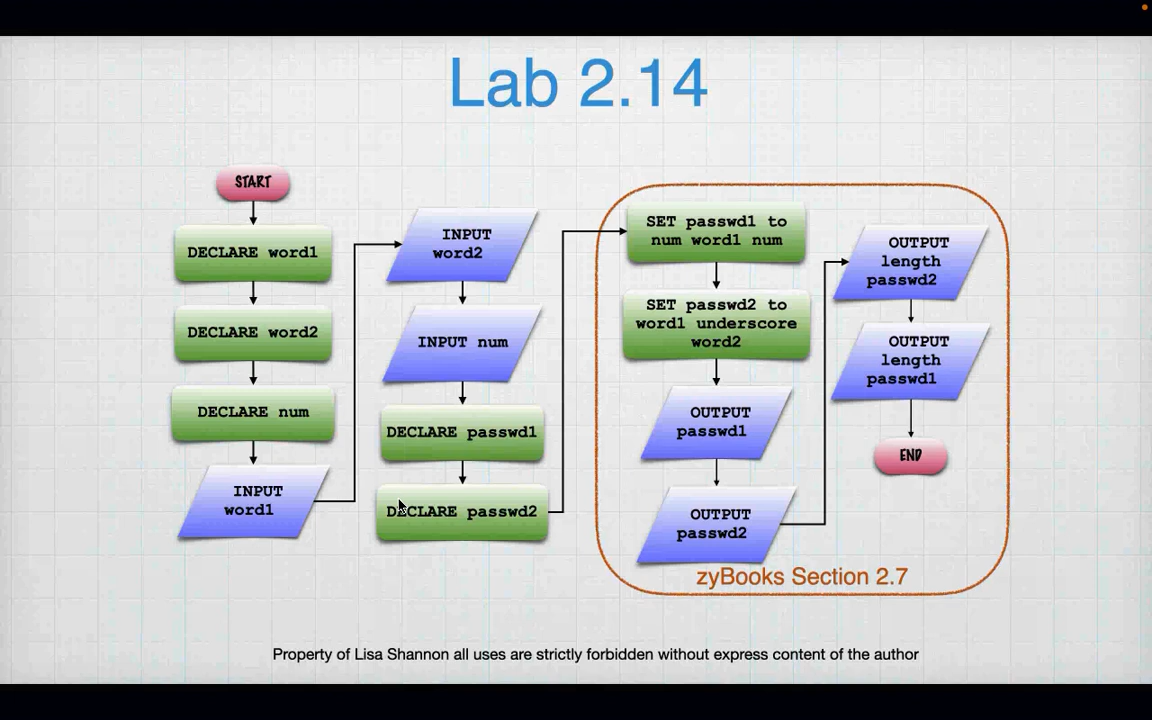 Lab 2.14
START
DECLARE word1
DECLARE word2
DECLARE num
INPUT
word1
INPUT
word2
INPUT num
DECLARE passwd1
DECLARE passwd2
SET passwd1 to
num word1 num
SET passwd2 to
word1 underscore
word2
OUTPUT
passwd1
OUTPUT
passwd2
OUTPUT
length
passwd2
OUTPUT
length
passwd1
END
zyBooks Section 2.7
Property of Lisa Shannon all uses are strictly forbidden without express content of the author